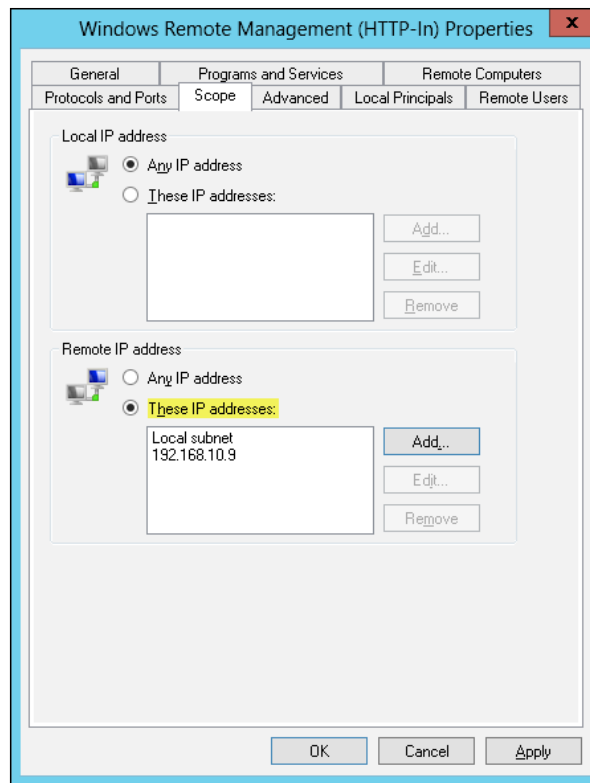 Windows Remote Management (HTTP-In) Properties
x
General
Programs and Services
Remote Computers
Protocols and Ports
Scope
Advanced
Local Principals
Remote Users
Local IP address
Any IP address
These IP addresses:
Add...
Edit...
Remove
Remote IP address
Any IP address
These IP addresses:
Local subnet
192.168.10.9
Add...
Edit...
Remove
OK
Cancel
Apply